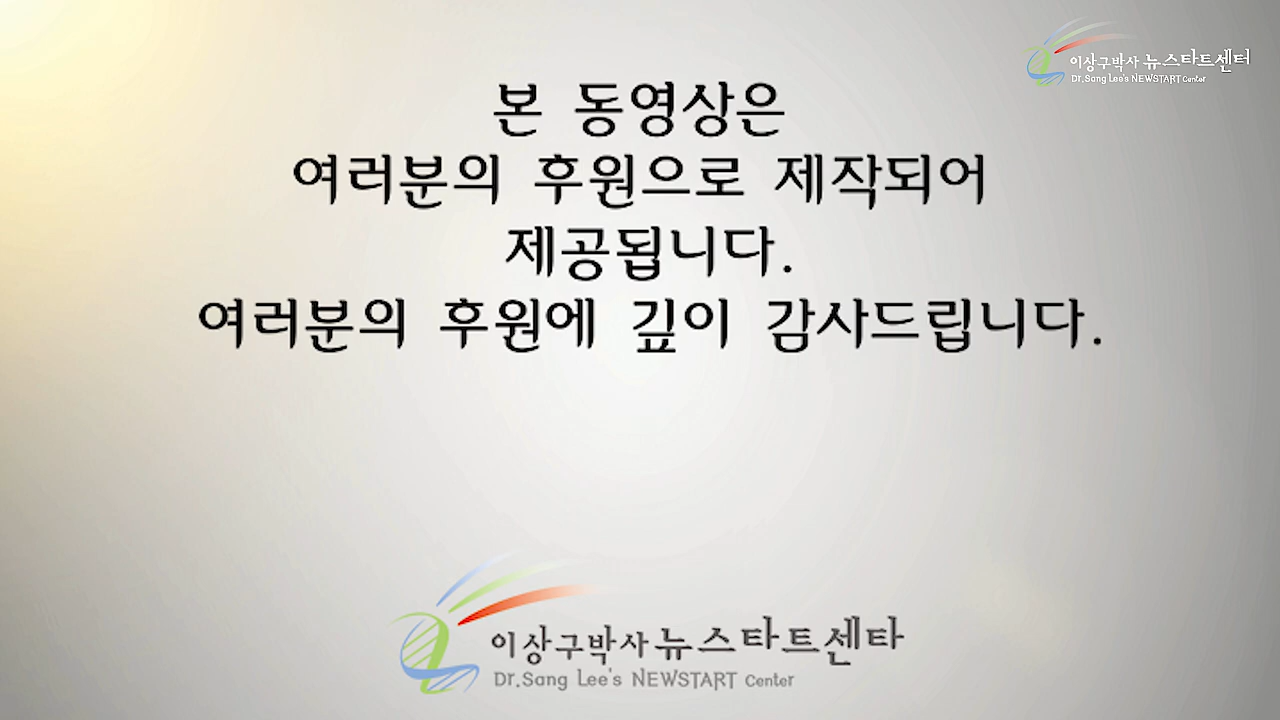 이상구박사 뉴스타트센터
Dr.Sang Lee's NEWSTART Center
본 동영상은
여러분의 후원으로 제작되어
제공됩니다.
여러분의 후원에 깊이 감사드립니다.
이상구박사 뉴스타트센타
Dr.Sang Lee's NEWSTART Center